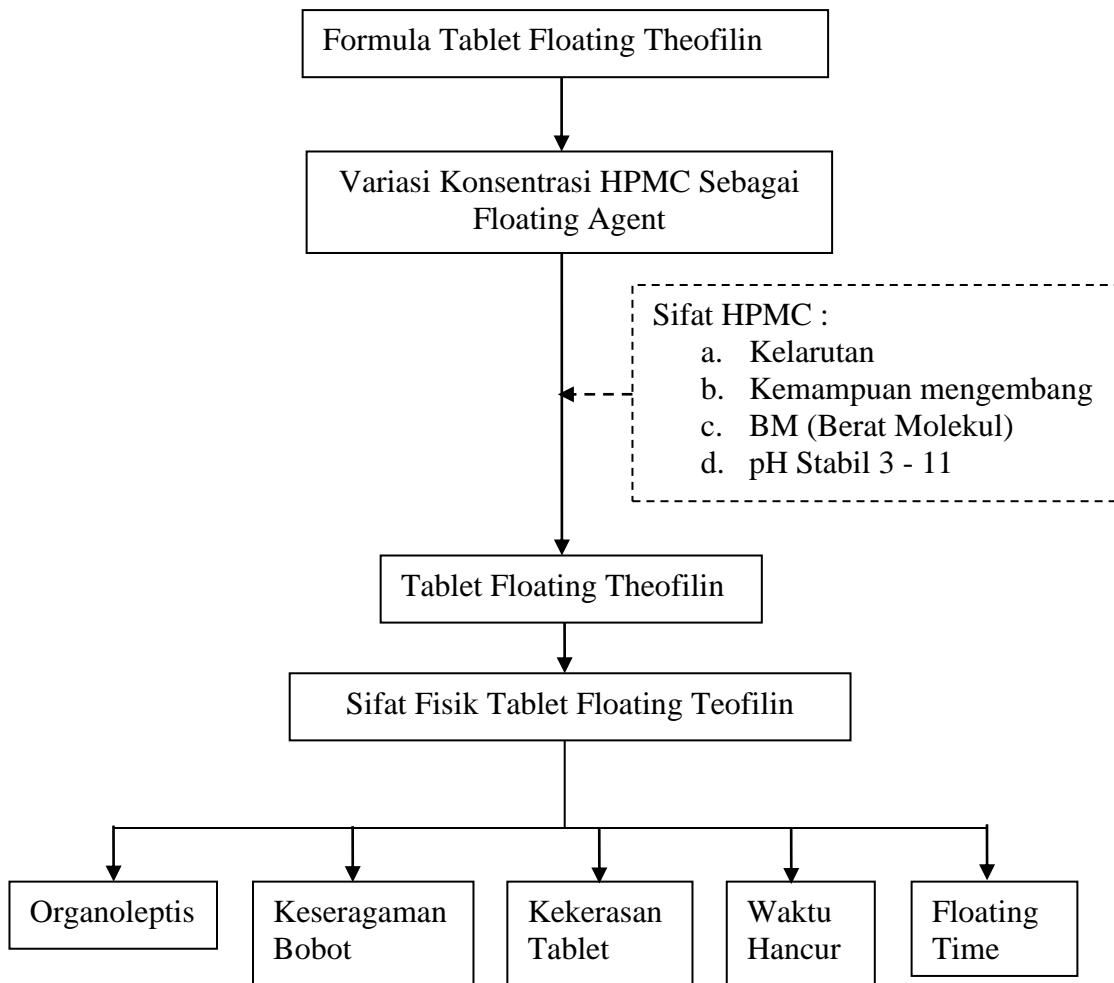 Formula Tablet Floating Theofilin
Variasi Konsentrasi HPMC Sebagai
Floating Agent
Sifat HPMC :
a. Kelarutan
b. Kemampuan mengembang
c. BM (Berat Molekul)
d. pH Stabil 3 - 11
Tablet Floating Theofilin
Sifat Fisik Tablet Floating Teofilin
Organoleptis
Keseragaman
Bobot
Kekerasan
Tablet
Waktu
Hancur
Floating
Time